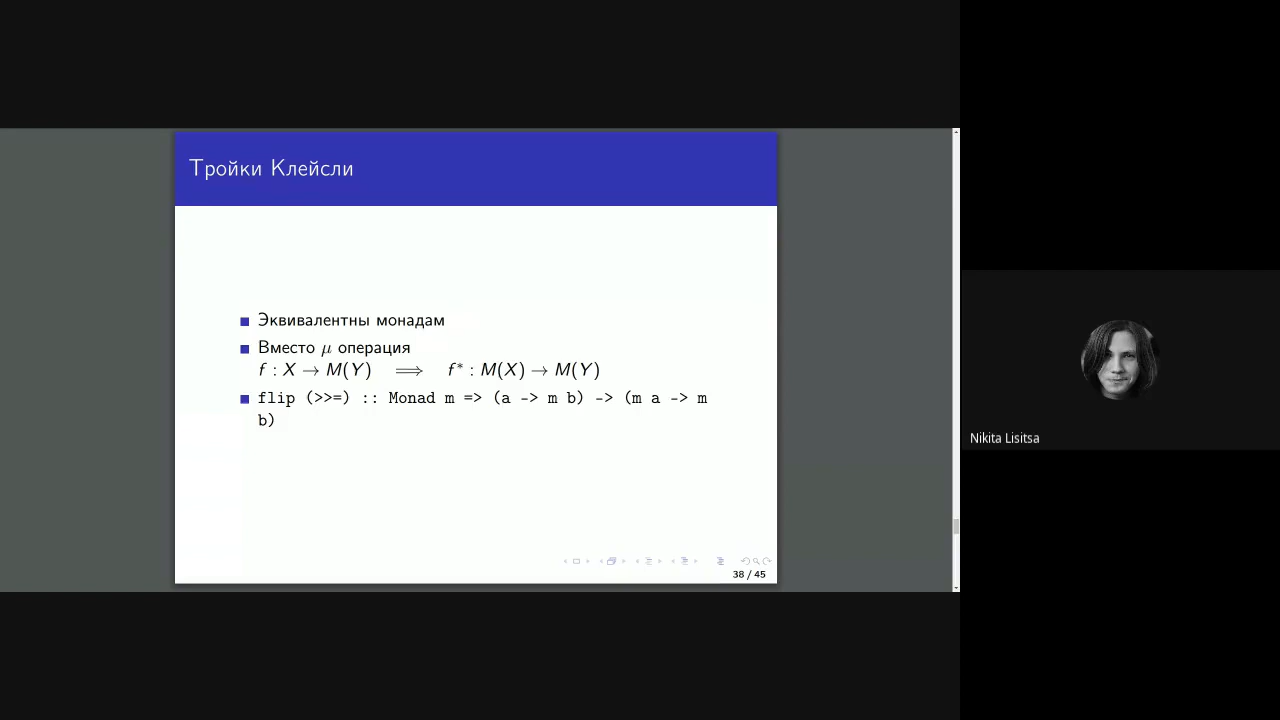 Тройки Клейсли
Эквивалентны монадам
Вместо μ операция
f : X → M(Y) ⟹ f* : M(X) → M(Y)
flip (>>=) :: Monad m => (a -> m b) -> (m a -> m
b)
38 / 45
Nikita Lisitsa